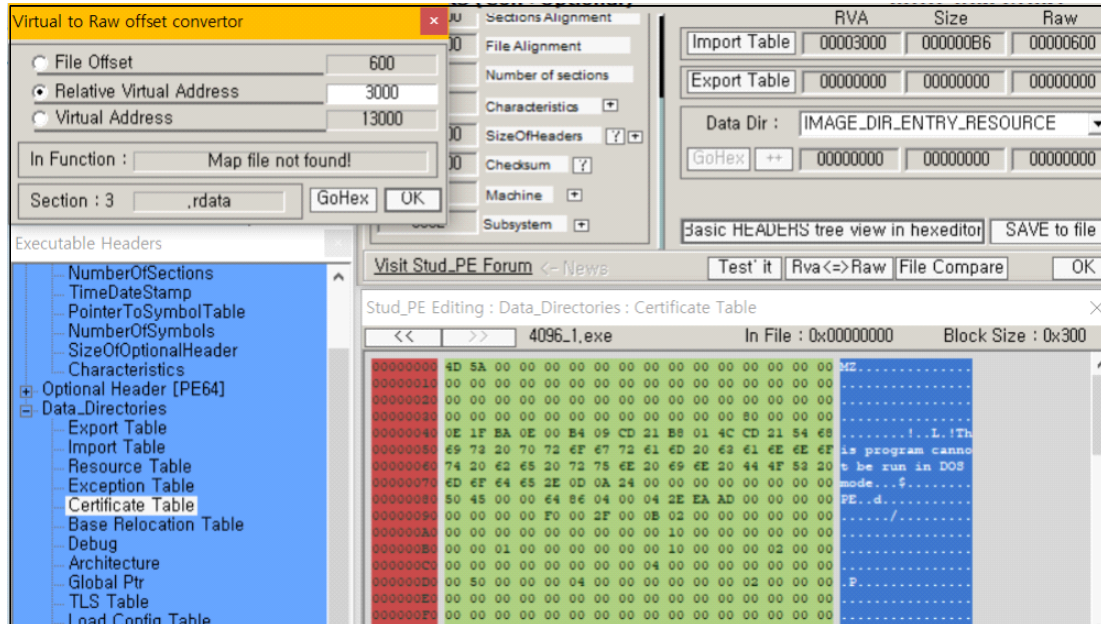 Virtual to Raw offset convertor
File Offset 600
Relative Virtual Address 3000
Virtual Address 13000
In Function : Map file not found!
Section : 3 .rdata GoHex OK
Sections Alignment
File Alignment
Number of sections
Characteristics +
SizeOfHeaders ? +
Checksum ?
Machine +
Subsystem +
RVA Size Raw
Import Table 00003000 000000B6 00000600
Export Table 00000000 00000000 00000000
Data Dir : IMAGE_DIR_ENTRY_RESOURCE
GoHex ++ 00000000 00000000 00000000
Basic HEADERS tree view in hexeditor SAVE to file
Visit Stud_PE Forum <- News Test' it Rva<=>Raw File Compare OK
Executable Headers
NumberOfSections
TimeDateStamp
PointerToSymbolTable
NumberOfSymbols
SizeOfOptionalHeader
Characteristics
Optional Header [PE64]
Data_Directories
Export Table
Import Table
Resource Table
Exception Table
Certificate Table
Base Relocation Table
Debug
Architecture
Global Ptr
TLS Table
Load Config Table
Stud_PE Editing : Data_Directories : Certificate Table
<< >> 4096_1.exe In File : 0x00000000 Block Size : 0x300
00000000 4D 5A 00 00 00 00 00 00 00 00 00 00 00 00 00 00 MZ..............
00000010 00 00 00 00 00 00 00 00 00 00 00 00 00 00 00 00 ................
00000020 00 00 00 00 00 00 00 00 00 00 00 00 00 00 00 00 ................
00000030 00 00 00 00 00 00 00 00 00 00 00 00 80 00 00 00 ................
00000040 0E 1F BA 0E 00 B4 09 CD 21 B8 01 4C CD 21 54 68 ........!..L.!Th
00000050 69 73 20 70 72 6F 67 72 61 6D 20 63 61 6E 6E 6F is program canno
00000060 74 20 62 65 20 72 75 6E 20 69 6E 20 44 4F 53 20 t be run in DOS
00000070 6D 6F 64 65 2E 0D 0A 24 00 00 00 00 00 00 00 00 mode...$........
00000080 50 45 00 00 64 86 04 00 04 2E EA AD 00 00 00 00 PE..d...........
00000090 00 00 00 00 F0 00 2F 00 0B 02 00 00 00 00 00 00 ....../.........
000000A0 00 00 00 00 00 00 00 00 00 10 00 00 00 00 00 00 ................
000000B0 00 00 01 00 00 00 00 00 00 10 00 00 00 02 00 00 ................
000000C0 00 00 00 00 00 00 00 00 04 00 00 00 00 00 00 00 ................
000000D0 00 50 00 00 00 04 00 00 00 00 00 00 02 00 00 00 .P..............
000000E0 00 00 00 00 00 00 00 00 00 00 00 00 00 00 00 00 ................
000000F0 00 00 00 00 00 00 00 00 00 00 00 00 00 00 00 00 ................